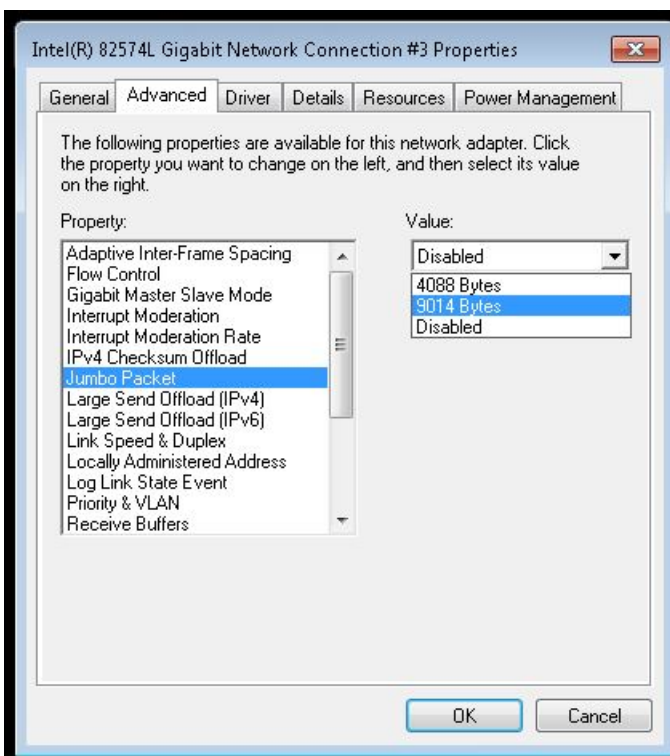 Intel(R) 82574L Gigabit Network Connection #3 Properties
General Advanced Driver Details Resources Power Management
The following properties are available for this network adapter. Click
the property you want to change on the left, and then select its value
on the right.
Property:
Value:
Adaptive Inter-Frame Spacing
Flow Control
Gigabit Master Slave Mode
Interrupt Moderation
Interrupt Moderation Rate
IPv4 Checksum Offload
Jumbo Packet
Large Send Offload (IPv4)
Large Send Offload (IPv6)
Link Speed & Duplex
Locally Administered Address
Log Link State Event
Priority & VLAN
Receive Buffers
Disabled
4088 Bytes
9014 Bytes
Disabled
OK
Cancel